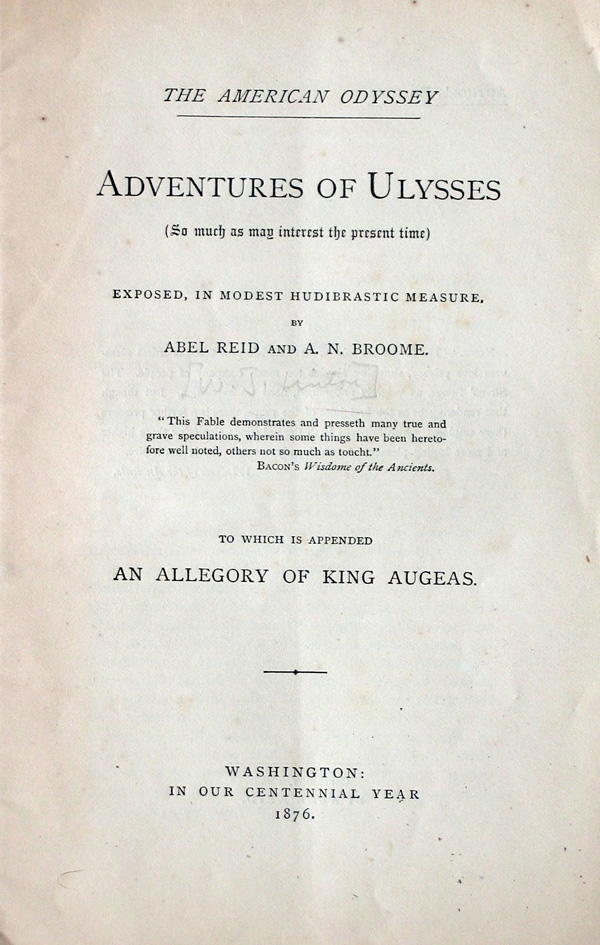 THE AMERICAN ODYSSEY
ADVENTURES OF ULYSSES
(So much as may interest the present time)
EXPOSED, IN MODEST HUDIBRASTIC MEASURE,
BY
ABEL REID AND A. N. BROOME.
[W. J. Linton]
"This Fable demonstrates and presseth many true and
grave speculations, wherein some things have been hereto-
fore well noted, others not so much as toucht."
BACON'S Wisdome of the Ancients.
TO WHICH IS APPENDED
AN ALLEGORY OF KING AUGEAS.
WASHINGTON:
IN OUR CENTENNIAL YEAR
1876.